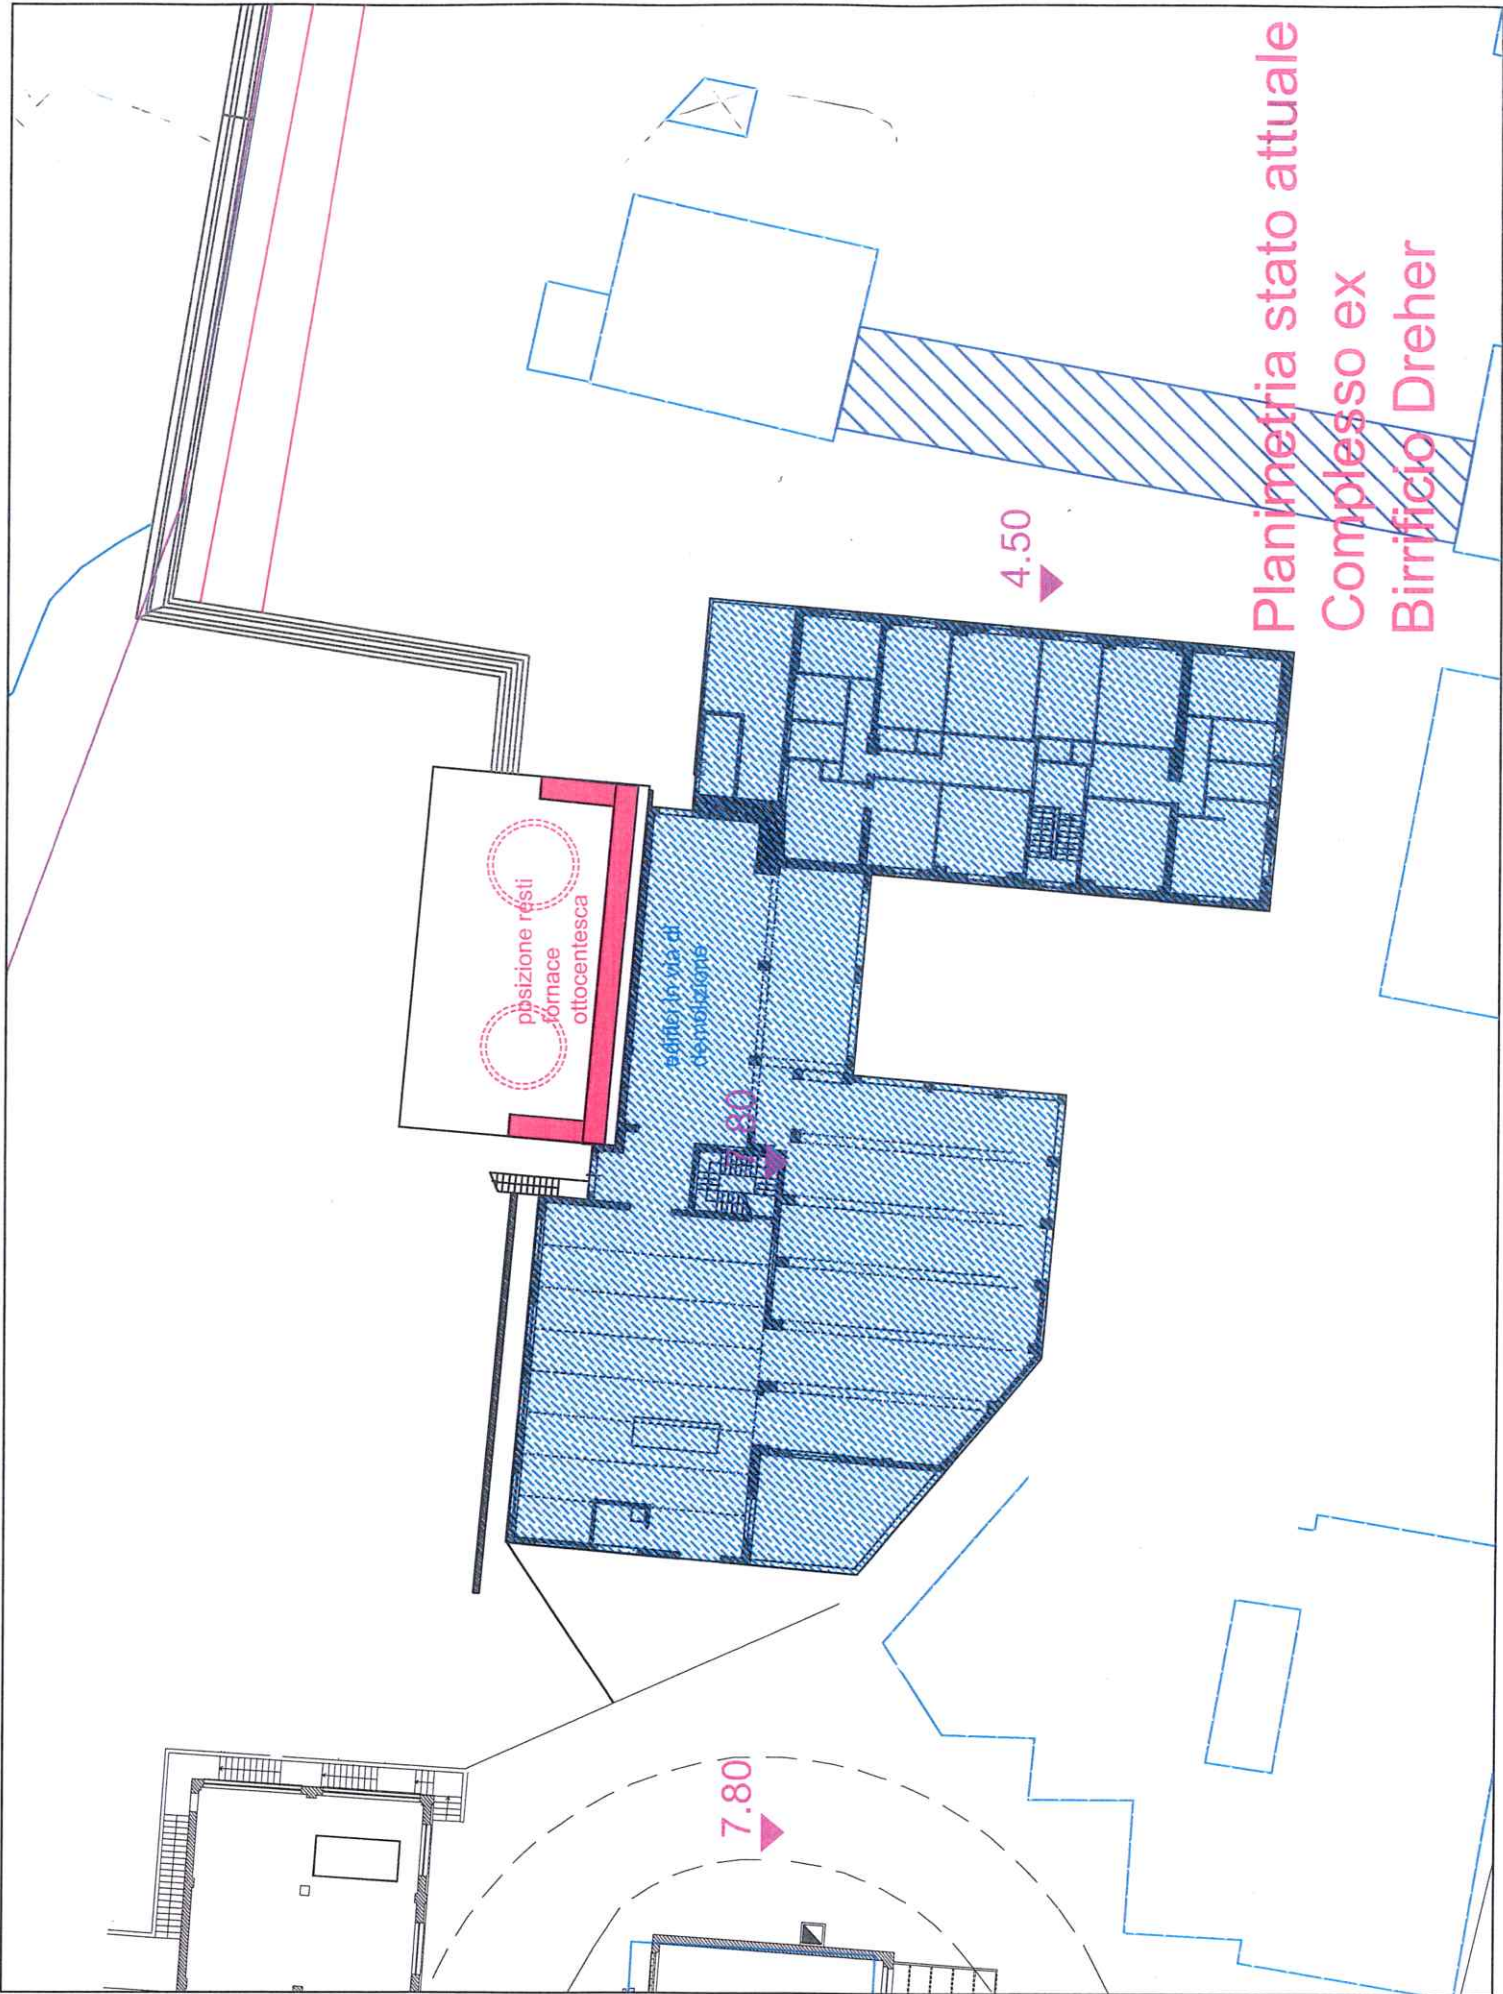 Planimetria stato attuale
Complesso ex
Birrificio Dreher
posizione resti
fornace
ottocentesca
edifici in via di
demolizione
4.50
7.80
7.80